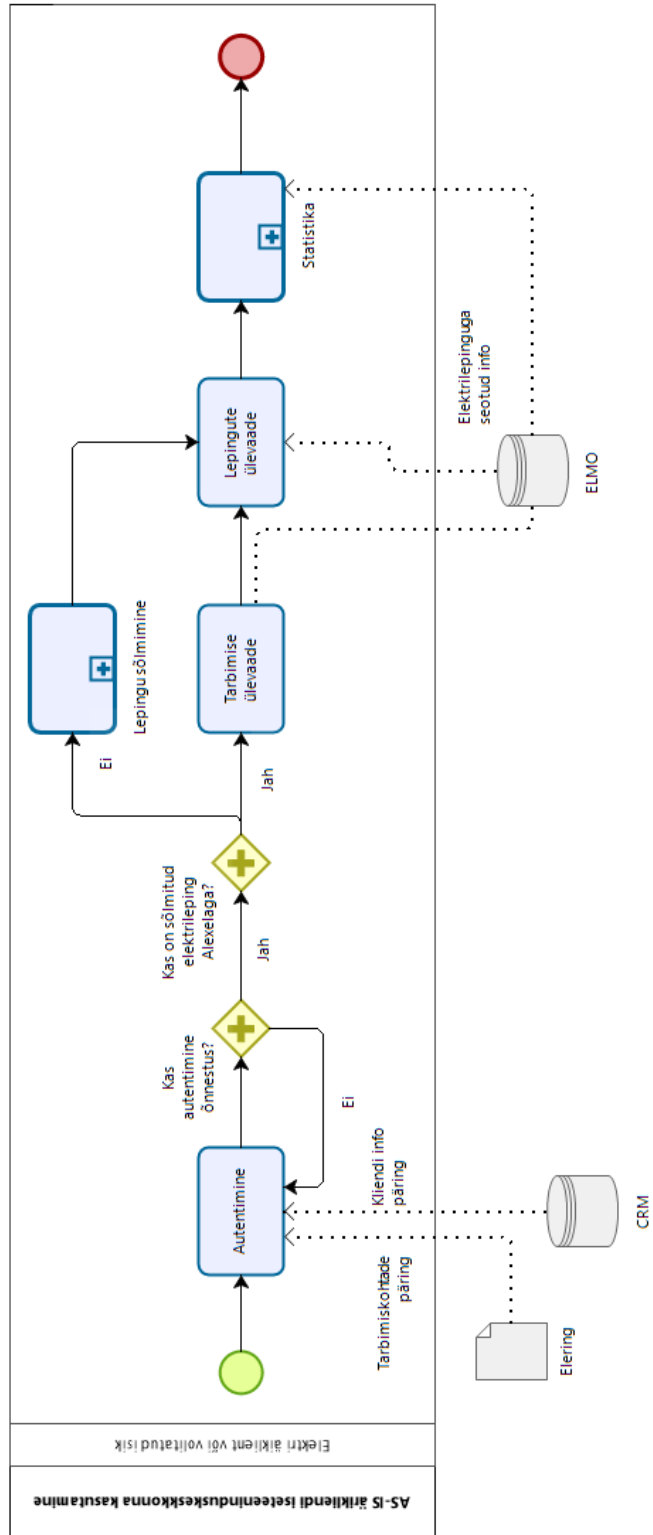 AS-IS ärikliendi iseteeninduskeskkonna kasutamine
Elektri äriklient või volitatud isik
Autentimine
Kas
autentimine
õnnestus?
Ei
Jah
Kas on sõlmitud
elektrileping
Alexelaga?
Ei
Jah
Lepingu sõlmimine
Tarbimise
ülevaade
Lepingute
ülevaade
Statistika
Tarbimiskohtade
päring
Kliendi info
päring
Elektrilepinguga
seotud info
Elering
CRM
ELMO